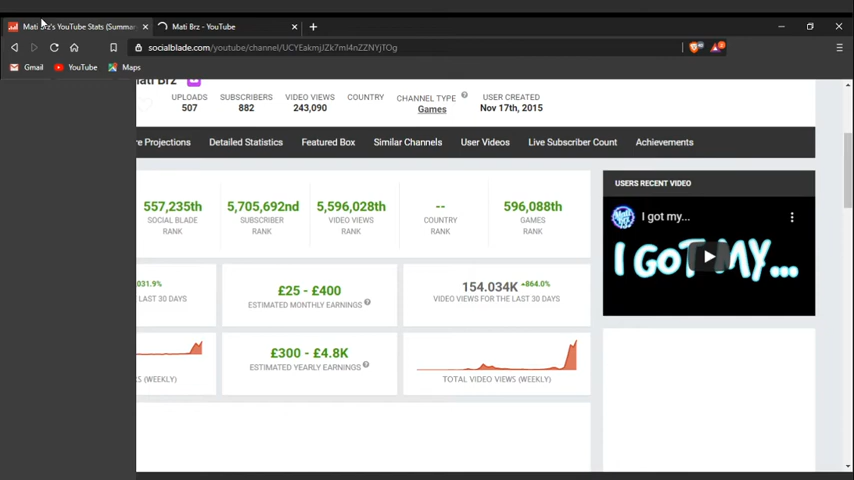 Mati Brz's YouTube Stats (Summar
Mati Brz - YouTube
socialblade.com/youtube/channel/UCYEakmjJZk7ml4nZZNYjTOg
Gmail
YouTube
Maps
Mati Brz
UPLOADS
507
SUBSCRIBERS
882
VIDEO VIEWS
243,090
COUNTRY
CHANNEL TYPE
Games
USER CREATED
Nov 17th, 2015
re Projections
Detailed Statistics
Featured Box
Similar Channels
User Videos
Live Subscriber Count
Achievements
557,235th
SOCIAL BLADE
RANK
5,705,692nd
SUBSCRIBER
RANK
5,596,028th
VIDEO VIEWS
RANK
--
COUNTRY
RANK
596,088th
GAMES
RANK
USERS RECENT VIDEO
I got my...
I GOT MY...
031.9%
LAST 30 DAYS
£25 - £400
ESTIMATED MONTHLY EARNINGS
154.034K +864.0%
VIDEO VIEWS FOR THE LAST 30 DAYS
S (WEEKLY)
£300 - £4.8K
ESTIMATED YEARLY EARNINGS
TOTAL VIDEO VIEWS (WEEKLY)